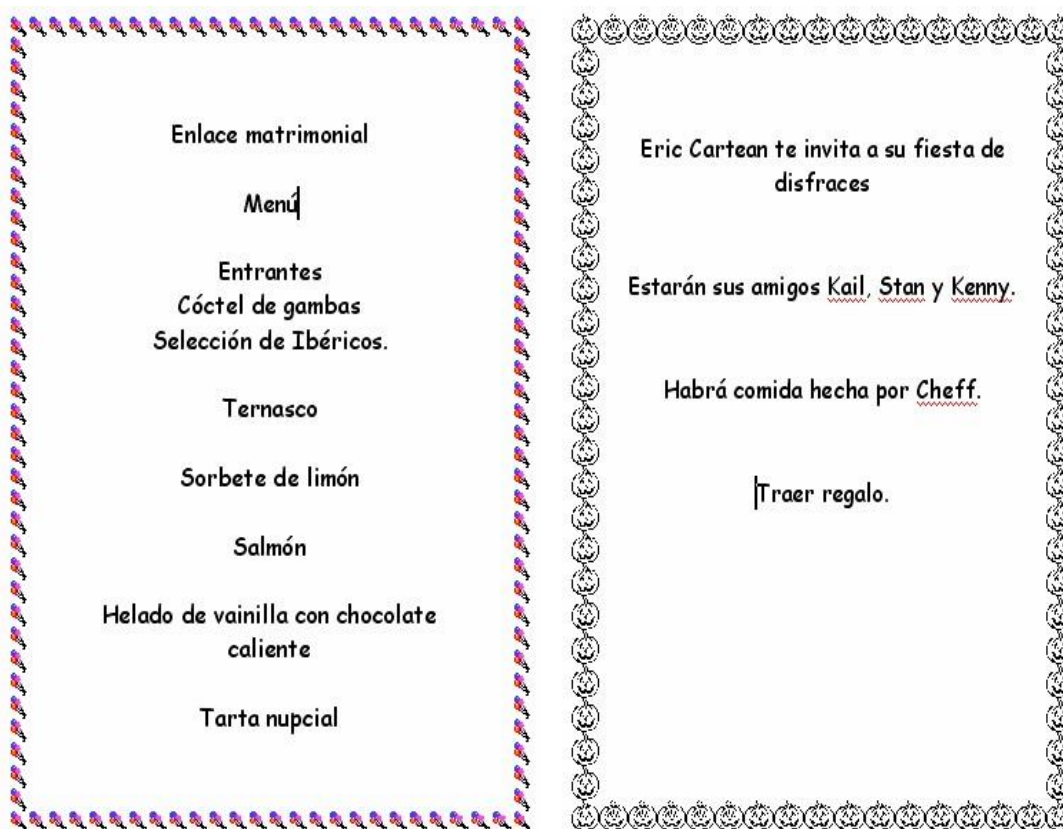 Enlace matrimonial
Menú
Entrantes
Cóctel de gambas
Selección de Ibéricos.
Ternasco
Sorbete de limón
Salmón
Helado de vainilla con chocolate
caliente
Tarta nupcial
Eric Cartean te invita a su fiesta de
disfraces
Estarán sus amigos Kail, Stan y Kenny.
Habrá comida hecha por Cheff.
Traer regalo.